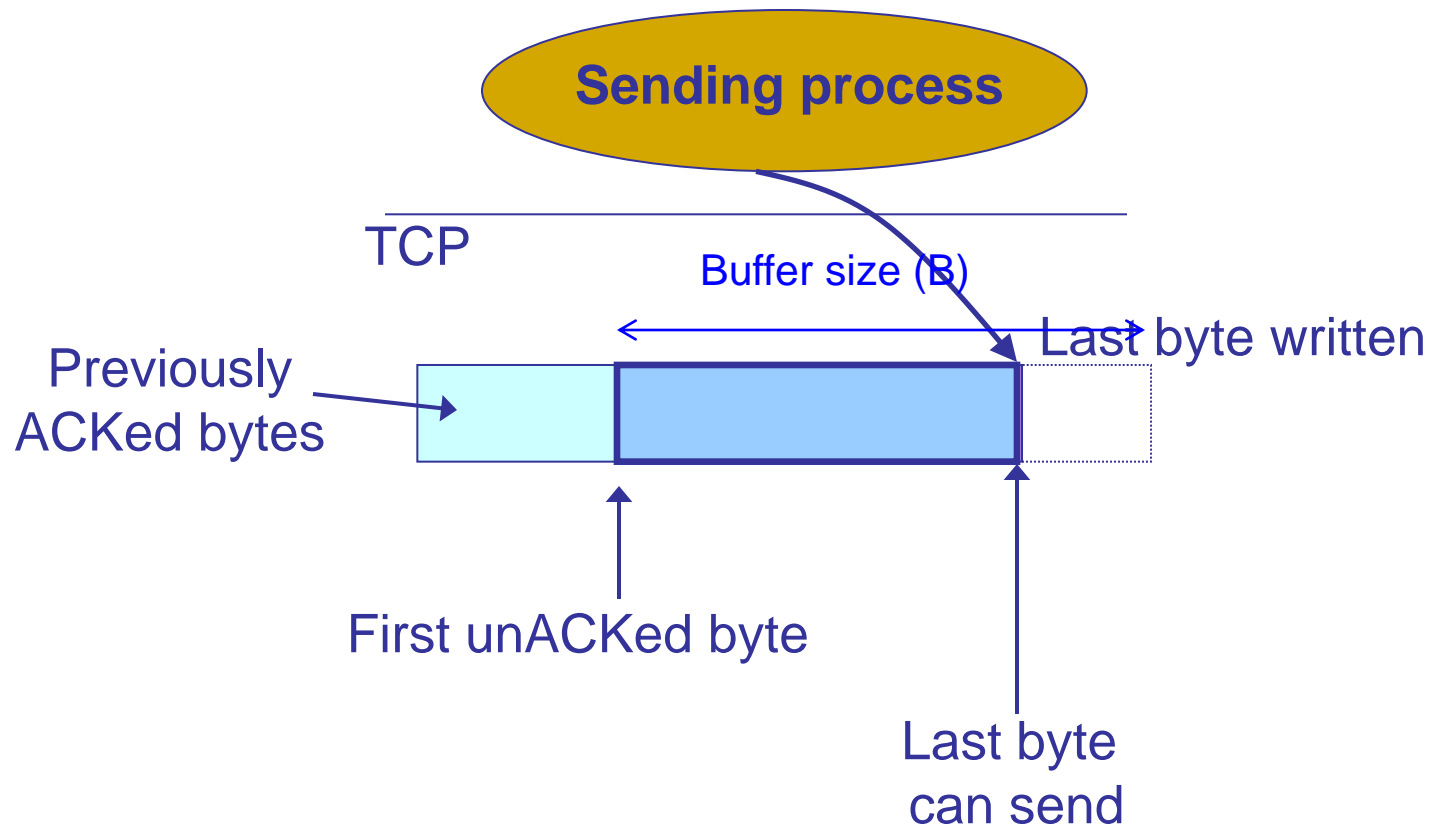 Sending process
TCP
Buffer size (B)
Last byte written
Previously
ACKed bytes
First unACKed byte
Last byte
can send